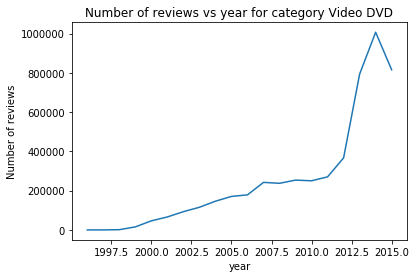 Number of reviews vs year for category Video DVD
1000000
800000
600000
400000
200000
0
Number of reviews
1997.5 2000.0 2002.5 2005.0 2007.5 2010.0 2012.5 2015.0
year